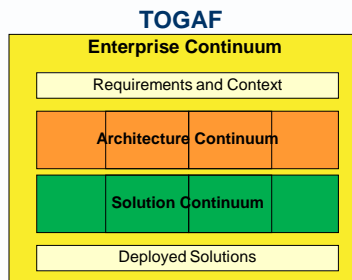 TOGAF
Enterprise Continuum
Requirements and Context
Architecture Continuum
Solution Continuum
Deployed Solutions